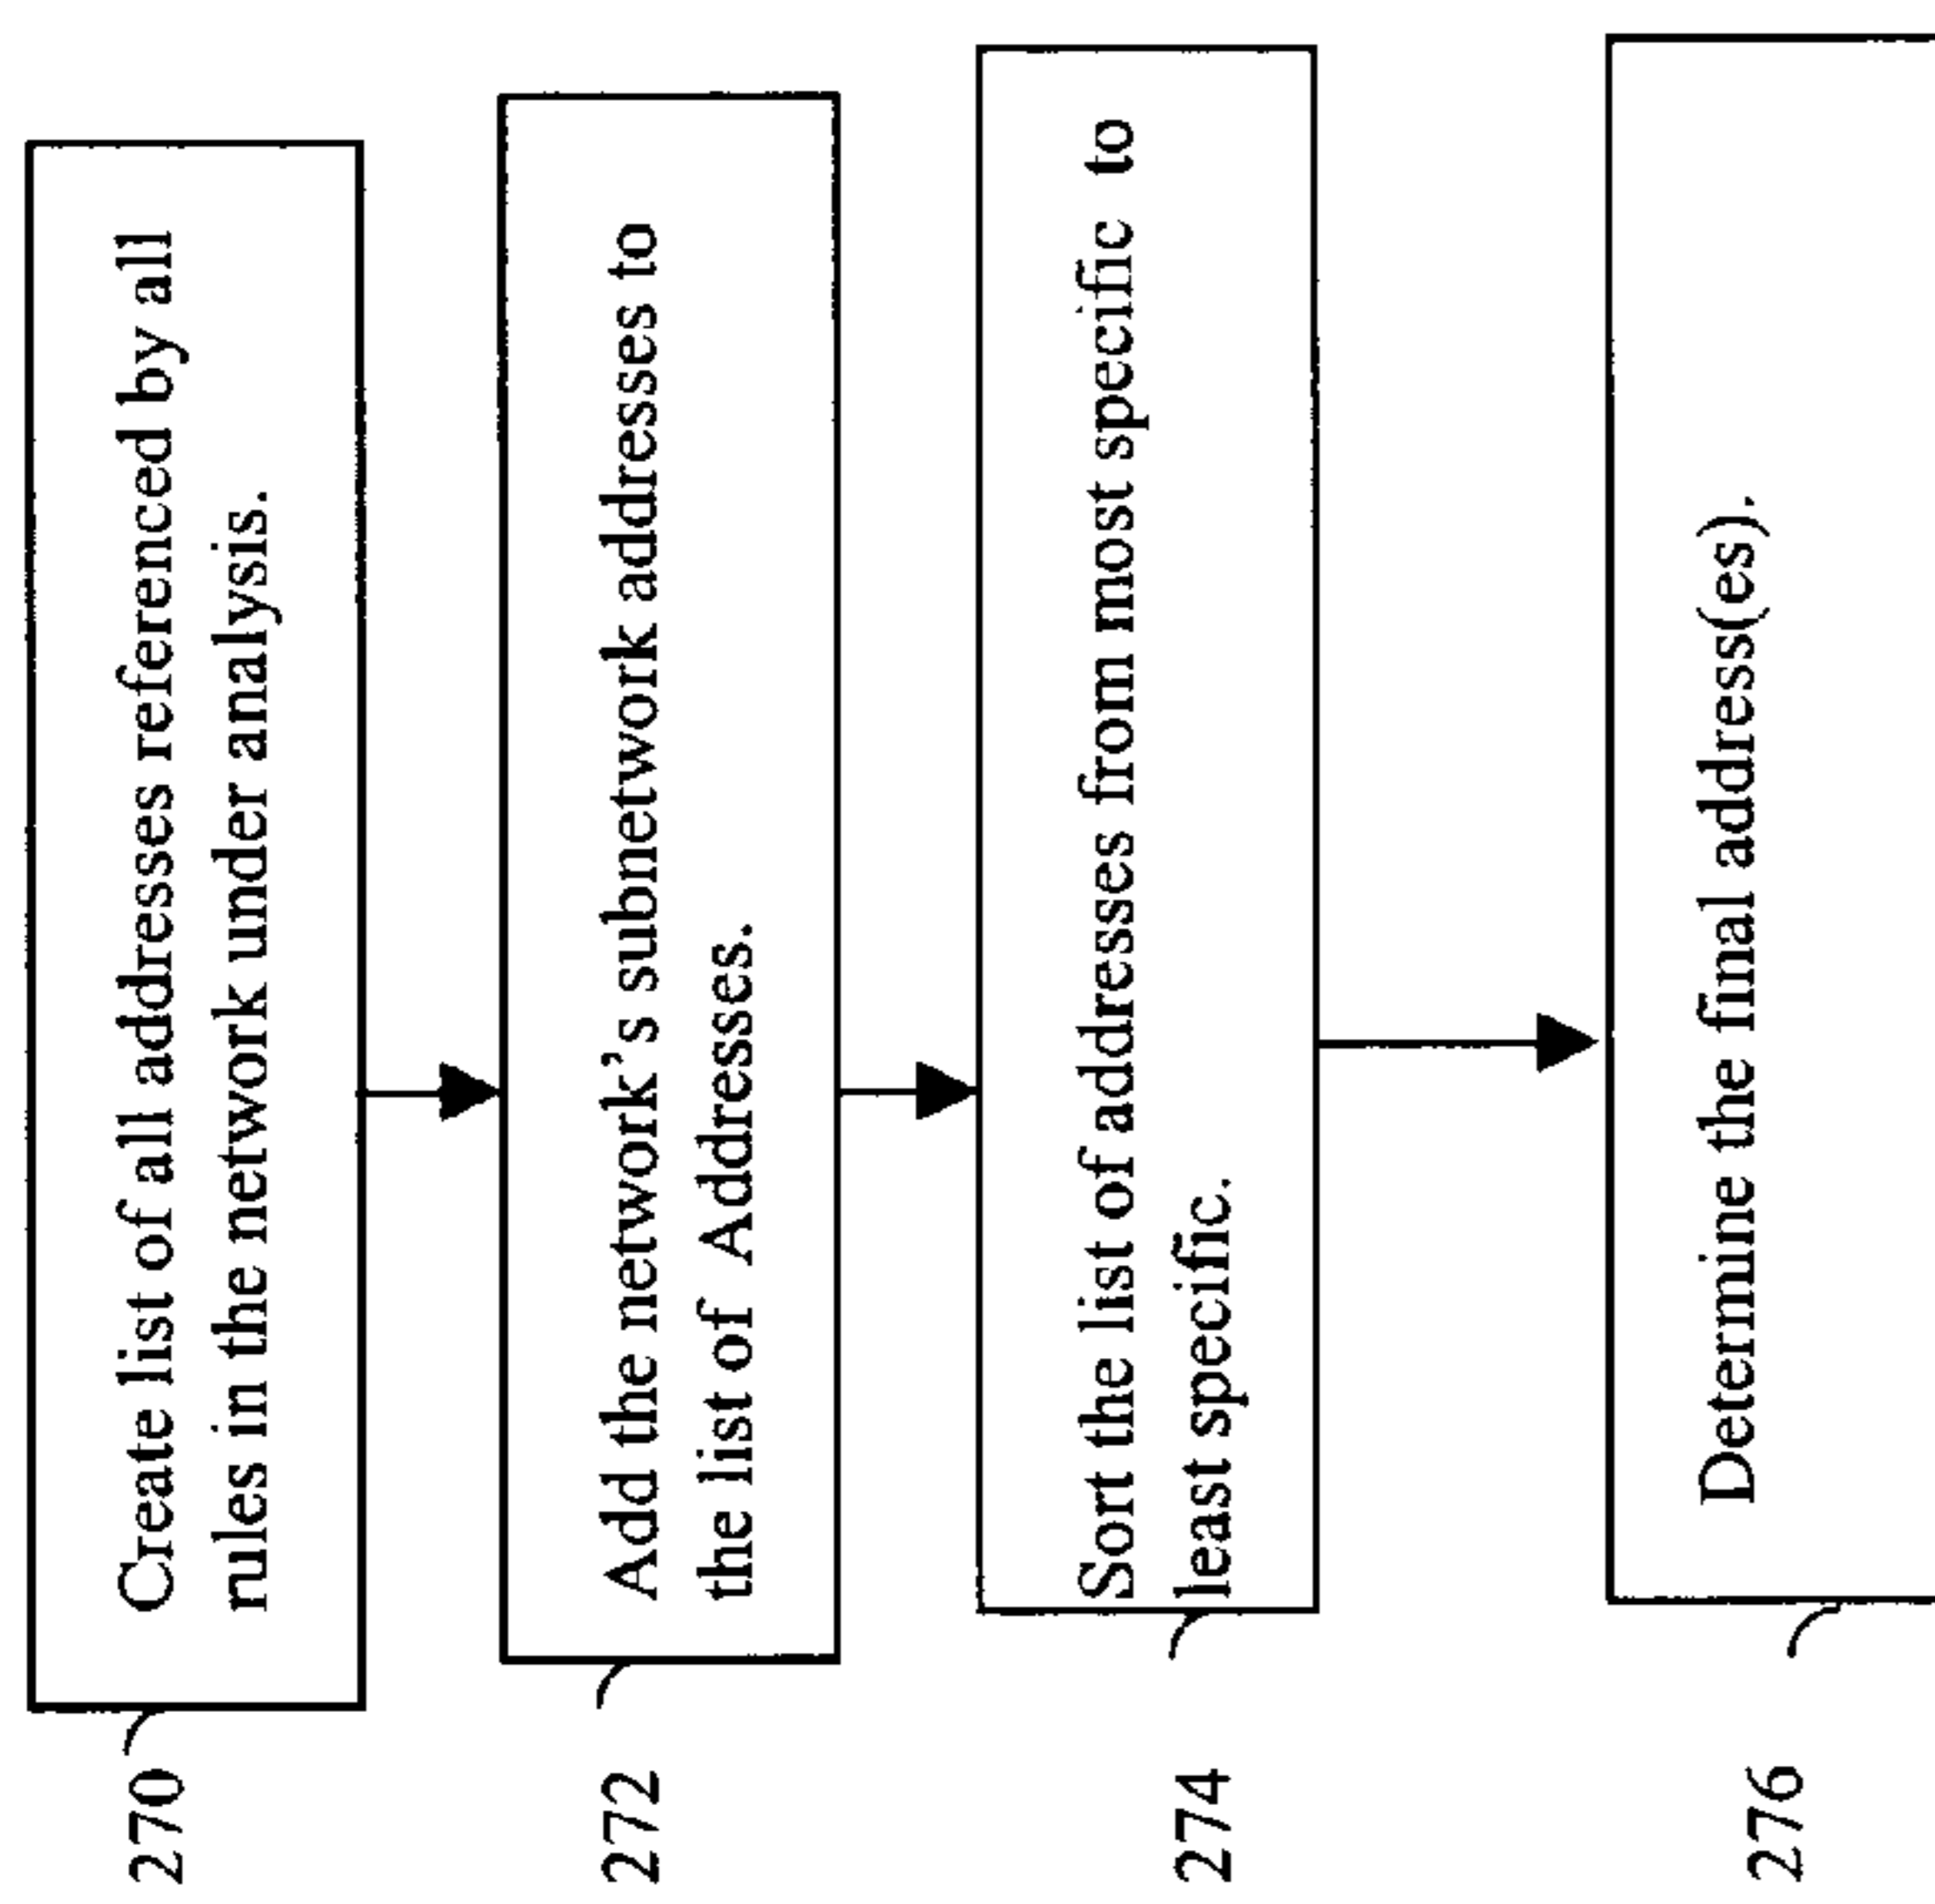 270
Create list of all addresses referenced by all
rules in the network under analysis.
272
Add the network's subnetwork addresses to
the list of Addresses.
274
Sort the list of addresses from most specific to
least specific.
276
Determine the final address(es).